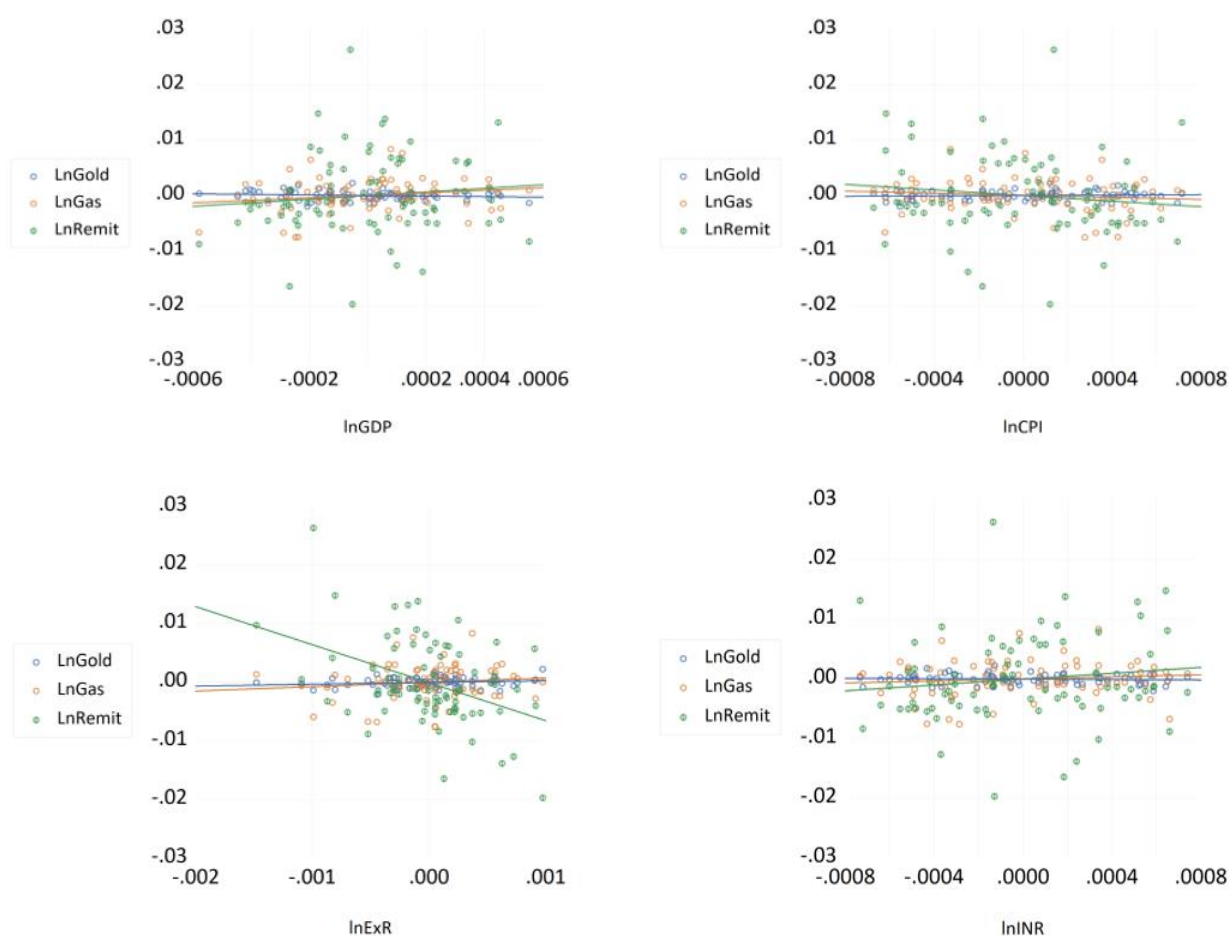 .03
.02
.01
.00
-.01
-.02
-.03
-.0006 -.0002 .0002 .0004 .0006
lnGDP
LnGold
LnGas
LnRemit
.03
.02
.01
.00
-.01
-.02
-.03
-.0008 -.0004 .0000 .0004 .0008
lnCPI
LnGold
LnGas
LnRemit
.03
.02
.01
.00
-.01
-.02
-.03
-.002 -.001 .000 .001
lnExR
LnGold
LnGas
LnRemit
.03
.02
.01
.00
-.01
-.02
-.03
-.0008 -.0004 .0000 .0004 .0008
lnINR
LnGold
LnGas
LnRemit